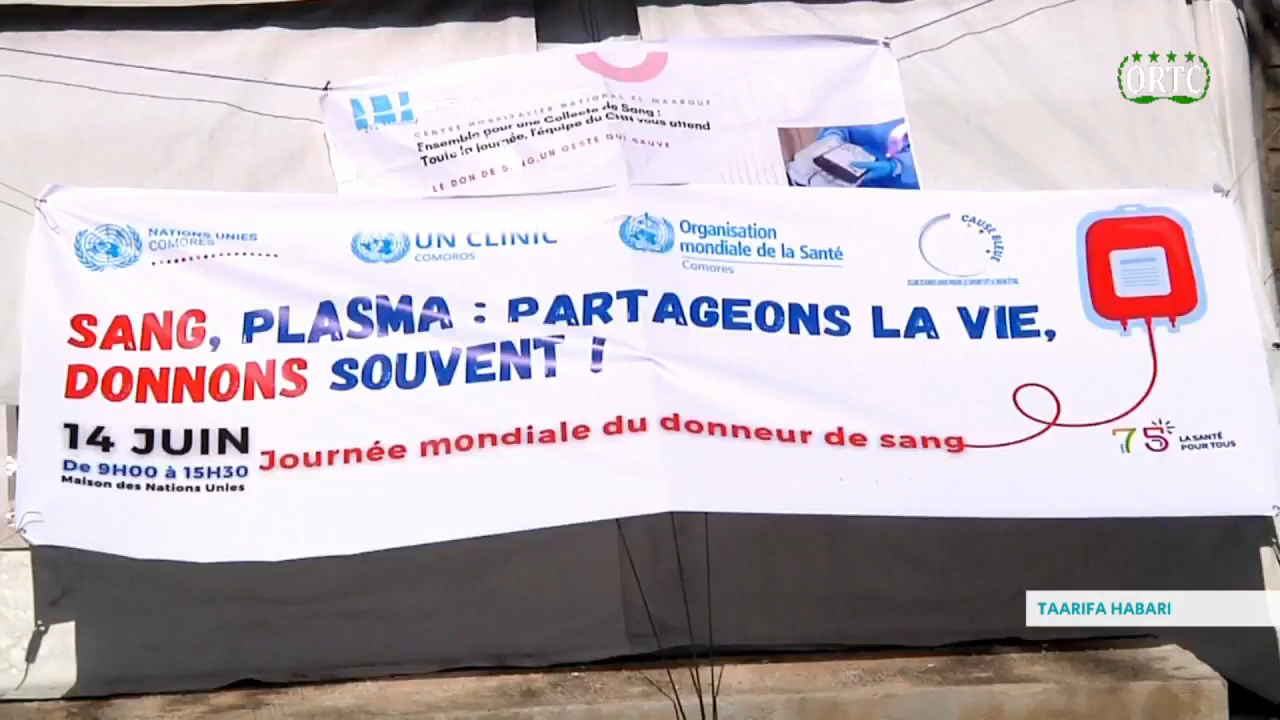 ORTC
CENTRE HOSPITALIER NATIONAL EL MAAROUF
Ensemble pour une Collecte de Sang :
Toute la journée, l'équipe du vous attend
LE DON DE UN GESTE QUI SAUVE
NATIONS UNIES
COMORES
UN CLINIC
COMOROS
Organisation
mondiale de la Santé
Comores
CAUSE BLEUE
SANG, PLASMA : PARTAGEONS LA VIE,
DONNONS SOUVENT !
14 JUIN
De 9H00 à 15H30
Maison des Nations Unies
Journée mondiale du donneur de sang
75
LA SANTÉ
POUR TOUS
TAARIFA HABARI